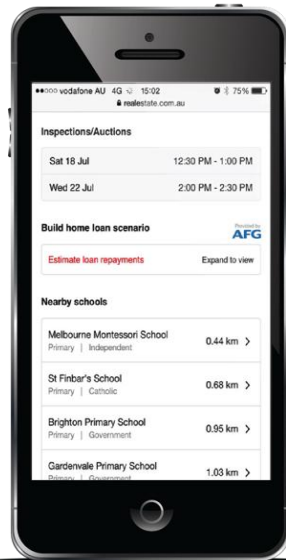 ●●○○○ vodafone AU 4G 15:02 75%
realestate.com.au
Inspections/Auctions
Sat 18 Jul 12:30 PM - 1:00 PM
Wed 22 Jul 2:00 PM - 2:30 PM
Build home loan scenario Provided by AFG
Estimate loan repayments Expand to view
Nearby schools
Melbourne Montessori School 0.44 km >
Primary | Independent
St Finbar's School 0.68 km >
Primary | Catholic
Brighton Primary School 0.95 km >
Primary | Government
Gardenvale Primary School 1.03 km >
Primary | Government